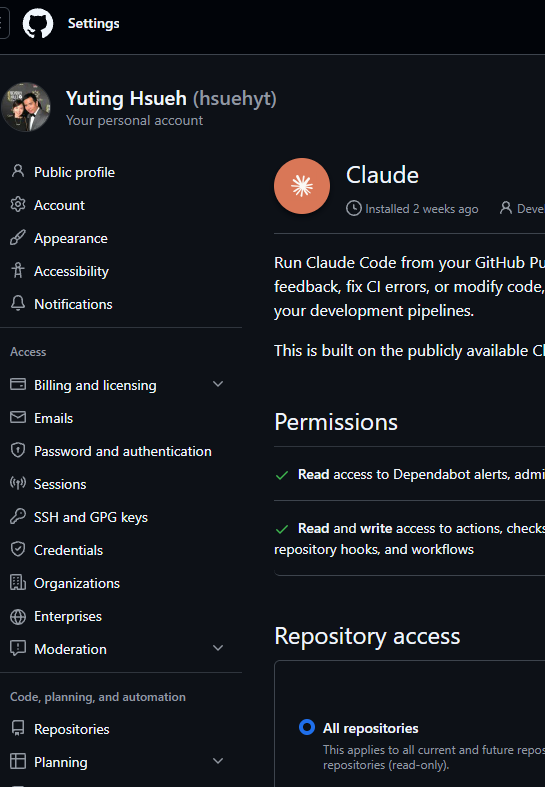 Settings
Yuting Hsueh (hsuehyt)
Your personal account
Public profile
Account
Appearance
Accessibility
Notifications
Access
Billing and licensing
Emails
Password and authentication
Sessions
SSH and GPG keys
Credentials
Organizations
Enterprises
Moderation
Code, planning, and automation
Repositories
Planning
Claude
Installed 2 weeks ago
Deve
Run Claude Code from your GitHub Pu
feedback, fix CI errors, or modify code,
your development pipelines.
This is built on the publicly available Cl
Permissions
Read access to Dependabot alerts, admi
Read and write access to actions, checks
repository hooks, and workflows
Repository access
All repositories
This applies to all current and future repos
repositories (read-only).